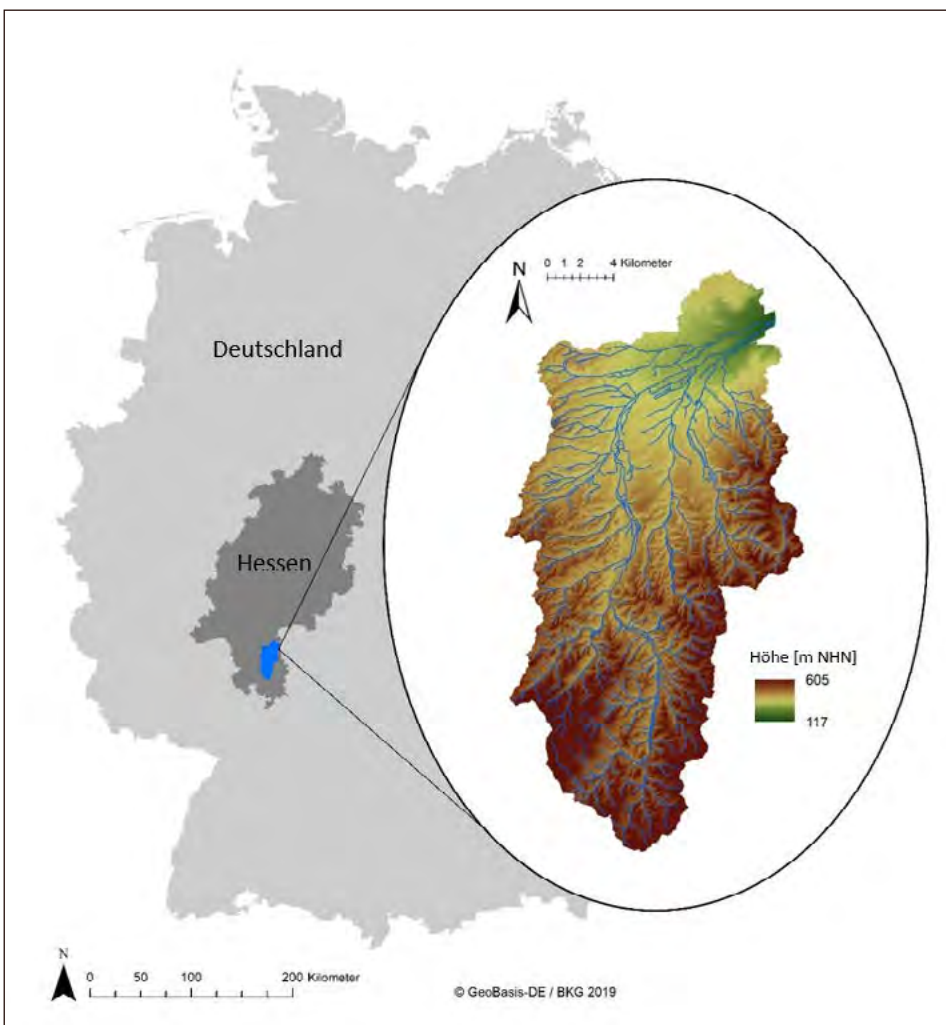 N
0 1 2 4 Kilometer
Deutschland
Hessen
Höhe [m NHN]
605
117
N
0 50 100 200 Kilometer
© GeoBasis-DE / BKG 2019